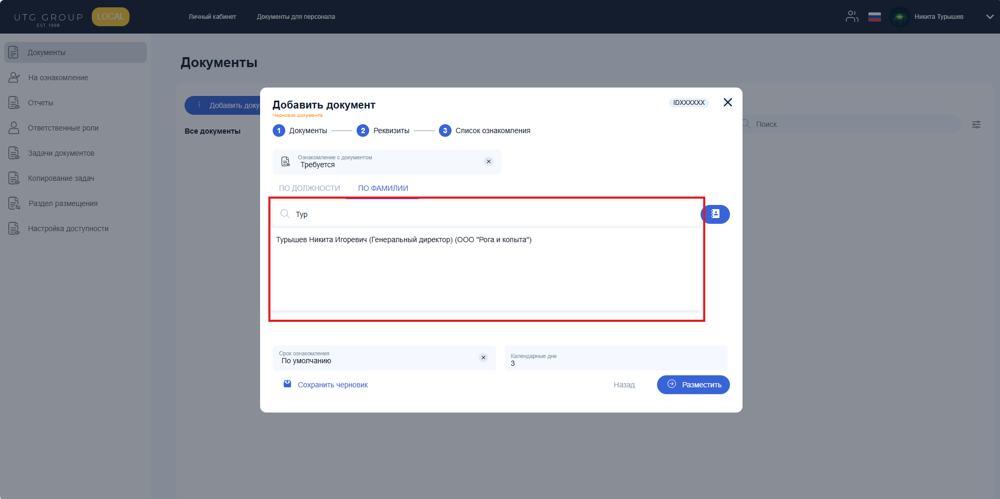 UTG GROUP
EST. 1998
LOCAL
Личный кабинет
Документы для персонала
Никита Турышев
Документы
На ознакомление
Отчеты
Ответственные роли
Задачи документов
Копирование задач
Раздел размещения
Настройка доступности
Документы
Добавить доку
Все документы
Поиск
Добавить документ
IDXXXXXX
Черновик документа
1 Документы
2 Реквизиты
3 Список ознакомления
Ознакомление с документом
Требуется
ПО ДОЛЖНОСТИ
ПО ФАМИЛИИ
Тур
Турышев Никита Игоревич (Генеральный директор) (ООО "Рога и копыта")
Срок ознакомления
По умолчанию
Календарные дни
3
Сохранить черновик
Назад
Разместить